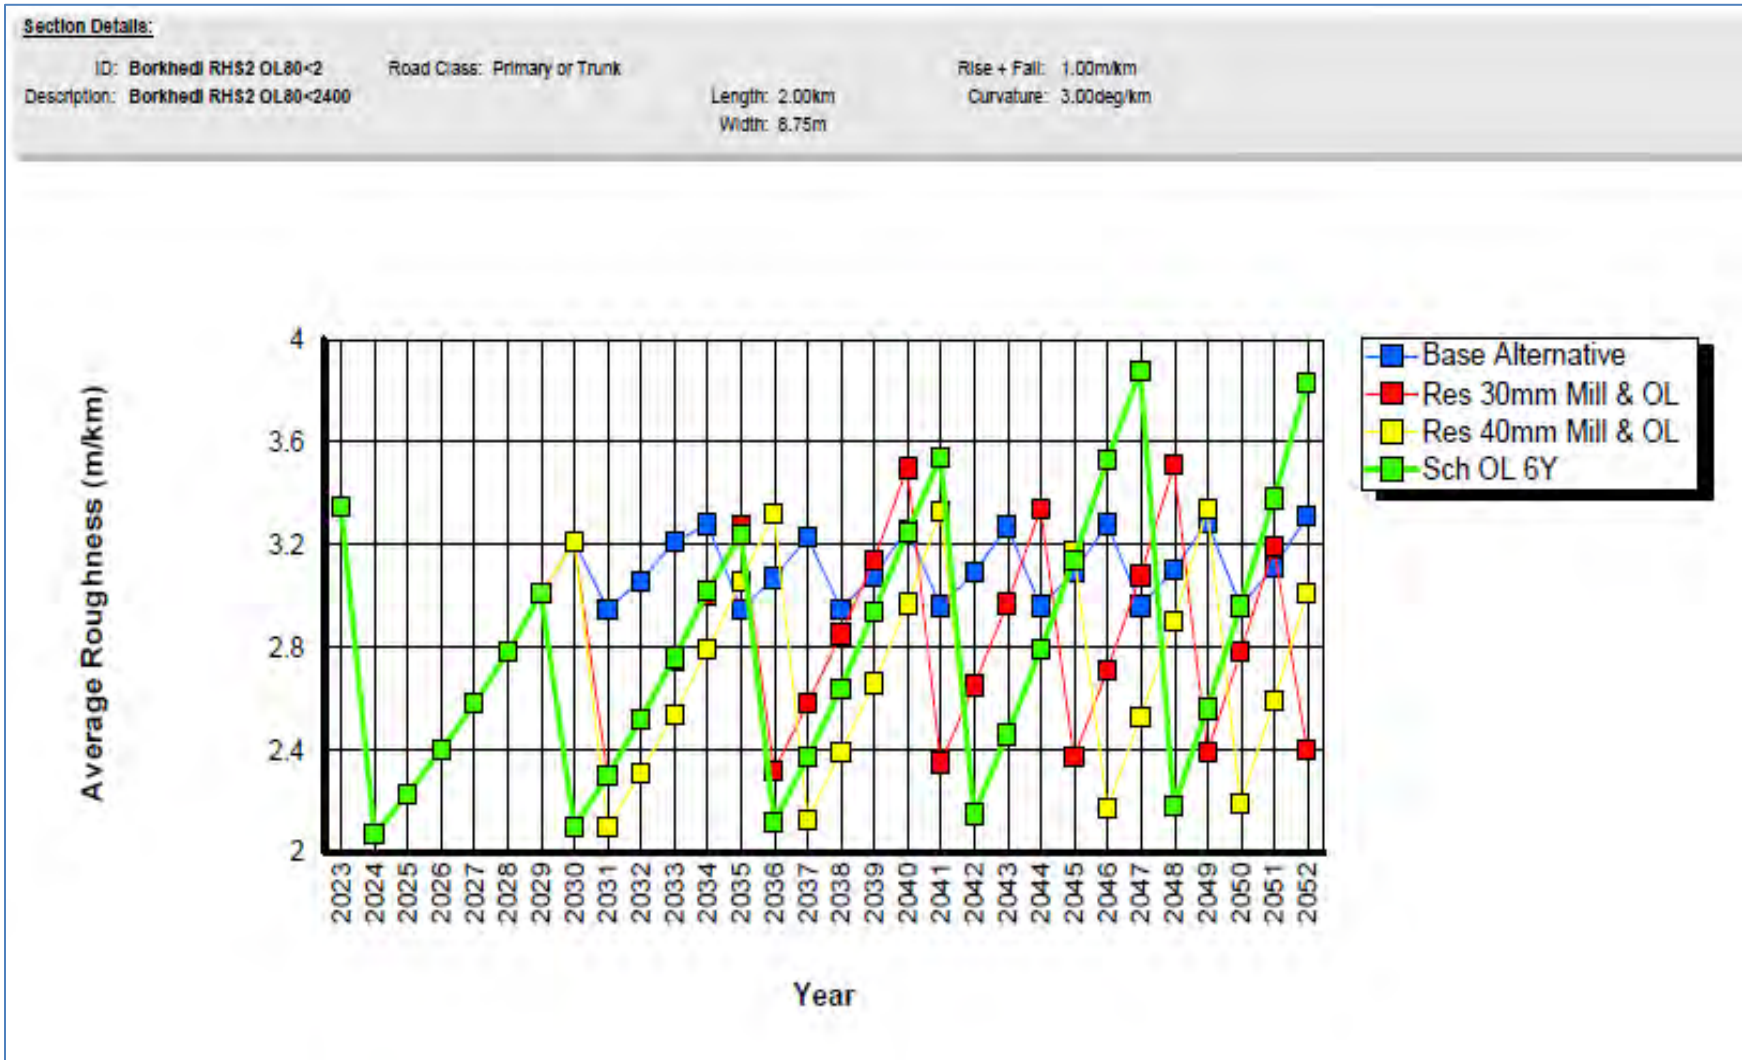 Section Details:
ID: Borkhedi RHS2 OL80<2 Road Class: Primary or Trunk Rise + Fall: 1.00m/km
Description: Borkhedi RHS2 OL80<2400 Length: 2.00km Curvature: 3.00deg/km
Width: 8.75m
4
3.6
3.2
2.8
2.4
2
Average Roughness (m/km)
Base Alternative
Res 30mm Mill & OL
Res 40mm Mill & OL
Sch OL 6Y
2023 2024 2025 2026 2027 2028 2029 2030 2031 2032 2033 2034 2035 2036 2037 2038 2039 2040 2041 2042 2043 2044 2045 2046 2047 2048 2049 2050 2051 2052
Year